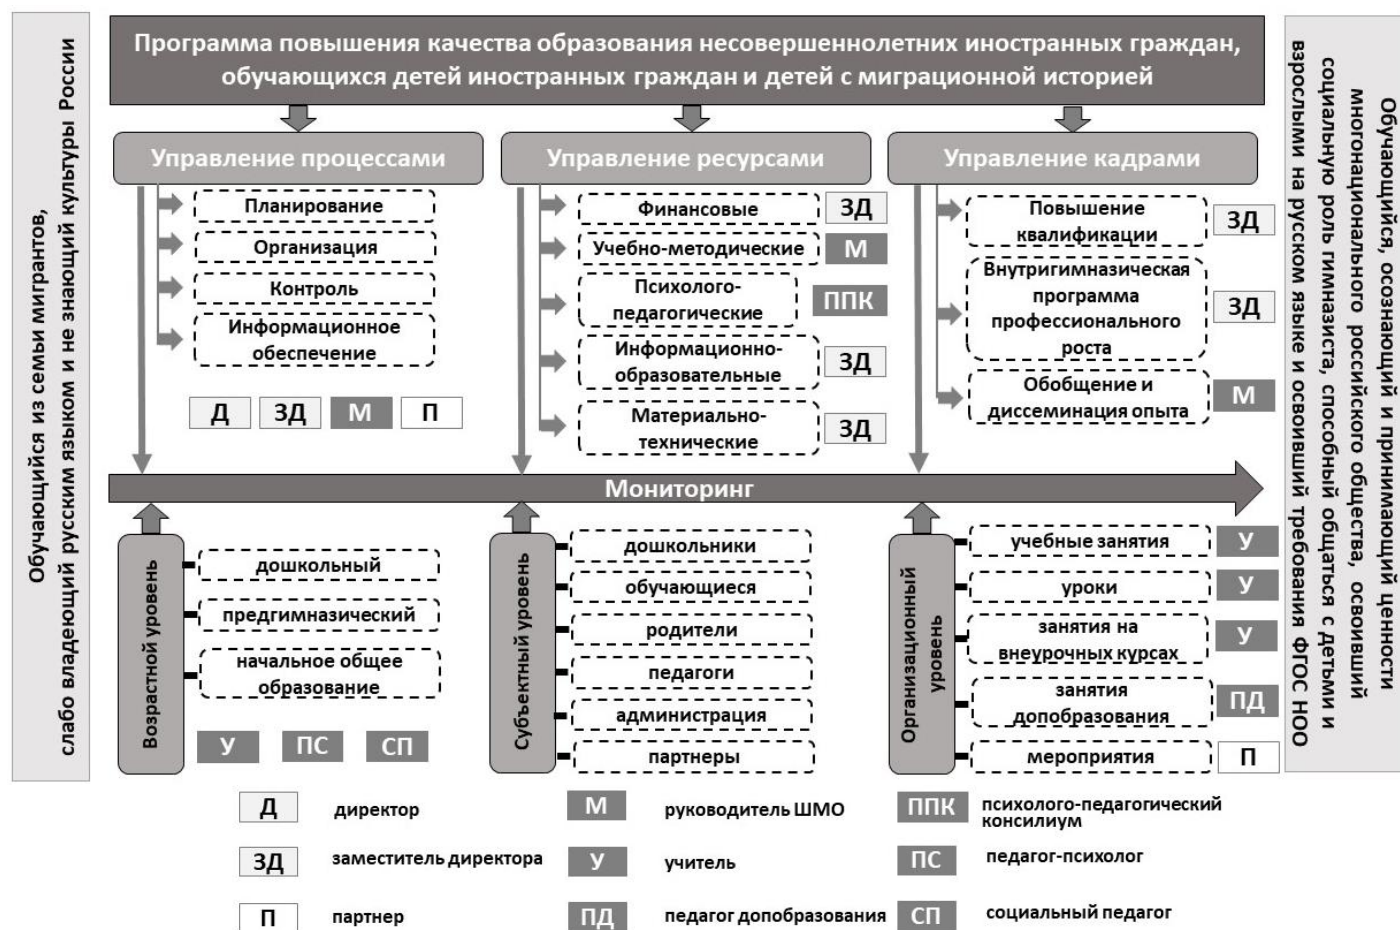 Обучающийся из семьи мигрантов,
слабо владеющий русским языком и не знающий культуры России
Программа повышения качества образования несовершеннолетних иностранных граждан,
обучающихся детей иностранных граждан и детей с миграционной историей
Управление процессами
Планирование
Организация
Контроль
Информационное
обеспечение
Д
ЗД
М
П
Управление ресурсами
Финансовые
ЗД
Учебно-методические
М
Психолого-
педагогические
ППК
Информационно-
образовательные
ЗД
Материально-
технические
ЗД
Управление кадрами
Повышение
квалификации
ЗД
Внутригимназическая
программа
профессионального
роста
ЗД
Обобщение и
диссеминация опыта
М
Мониторинг
Возрастной уровень
дошкольный
предгимназический
начальное общее
образование
У
ПС
СП
Субъектный уровень
дошкольники
обучающиеся
родители
педагоги
администрация
партнеры
Организационный
уровень
учебные занятия
У
уроки
У
занятия на
внеурочных курсах
У
занятия
допобразования
ПД
мероприятия
П
Обучающийся, осознающий и принимающий ценности
многонационального российского общества, освоивший
социальную роль гимназиста, способный общаться с детьми и
взрослыми на русском языке и освоивший требования ФГОС НОО
Д
директор
М
руководитель ШМО
ППК
психолого-педагогический
консилиум
ЗД
заместитель директора
У
учитель
ПС
педагог-психолог
П
партнер
ПД
педагог допобразования
СП
социальный педагог